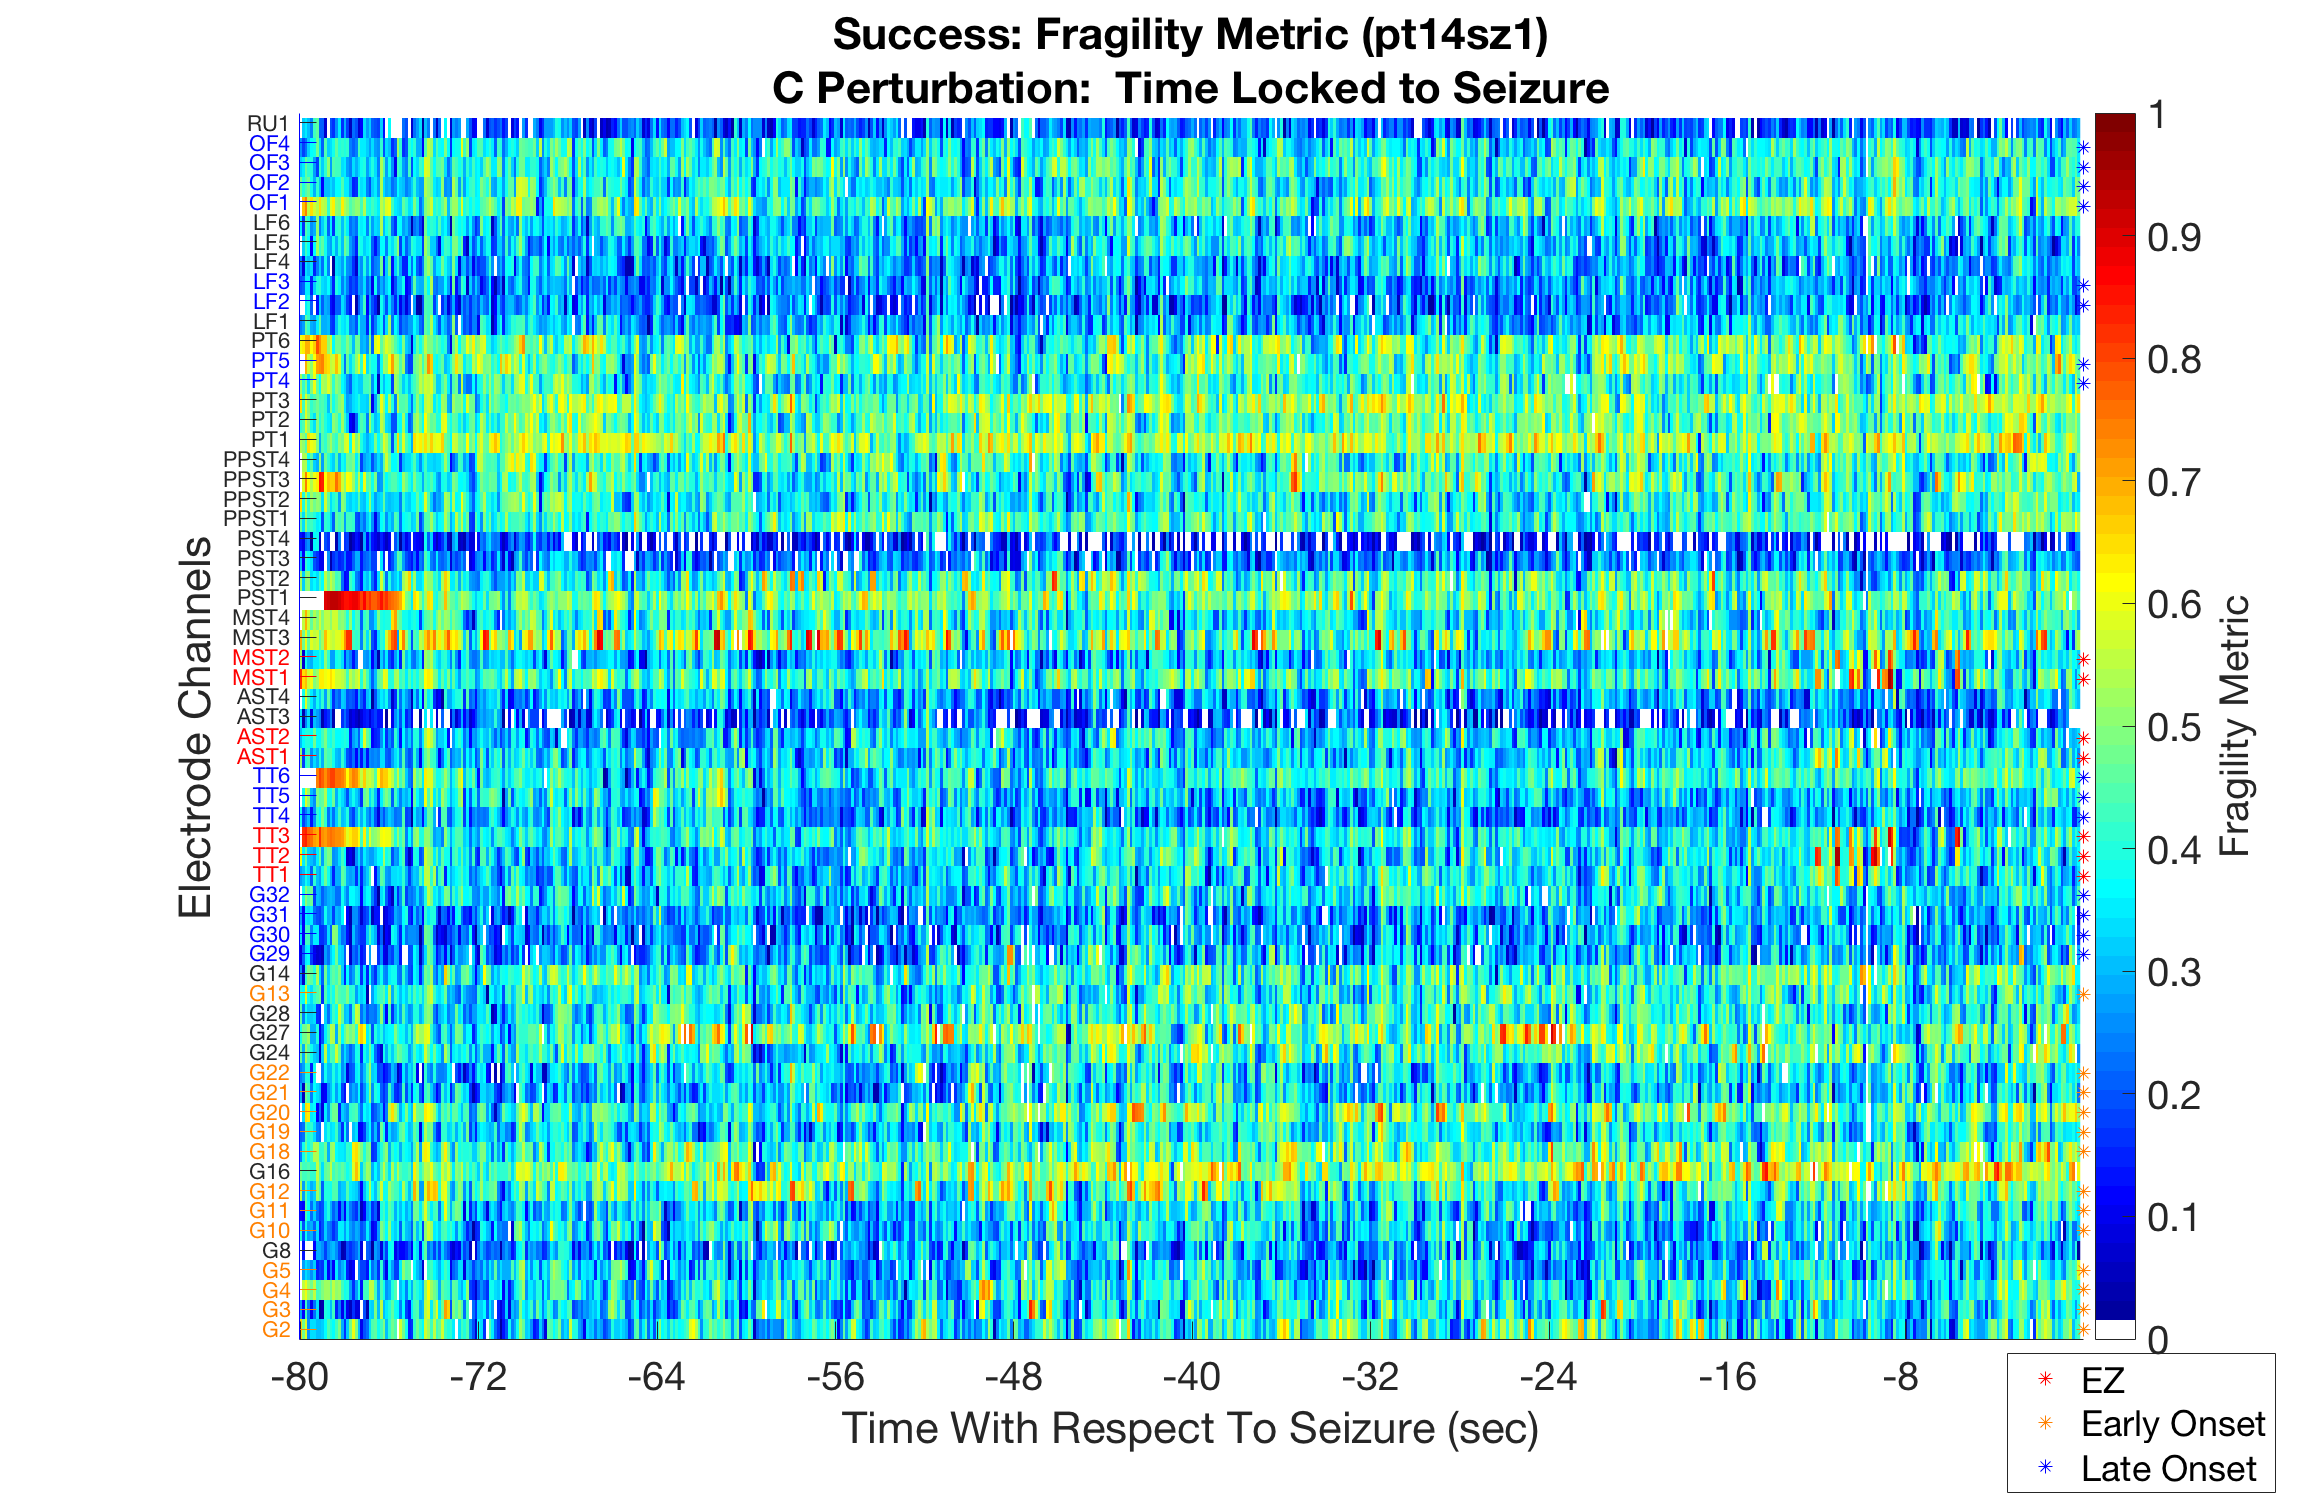 Success: Fragility Metric (pt14sz1)
C Perturbation:  Time Locked to Seizure
Electrode Channels
RU1
OF4
OF3
OF2
OF1
LF6
LF5
LF4
LF3
LF2
LF1
PT6
PT5
PT4
PT3
PT2
PT1
PPST4
PPST3
PPST2
PPST1
PST4
PST3
PST2
PST1
MST4
MST3
MST2
MST1
AST4
AST3
AST2
AST1
TT6
TT5
TT4
TT3
TT2
TT1
G32
G31
G30
G29
G14
G13
G28
G27
G24
G22
G21
G20
G19
G18
G16
G12
G11
G10
G8
G5
G4
G3
G2
-80 -72 -64 -56 -48 -40 -32 -24 -16 -8
Time With Respect To Seizure (sec)
1
0.9
0.8
0.7
0.6
0.5
0.4
0.3
0.2
0.1
0
Fragility Metric
EZ
Early Onset
Late Onset